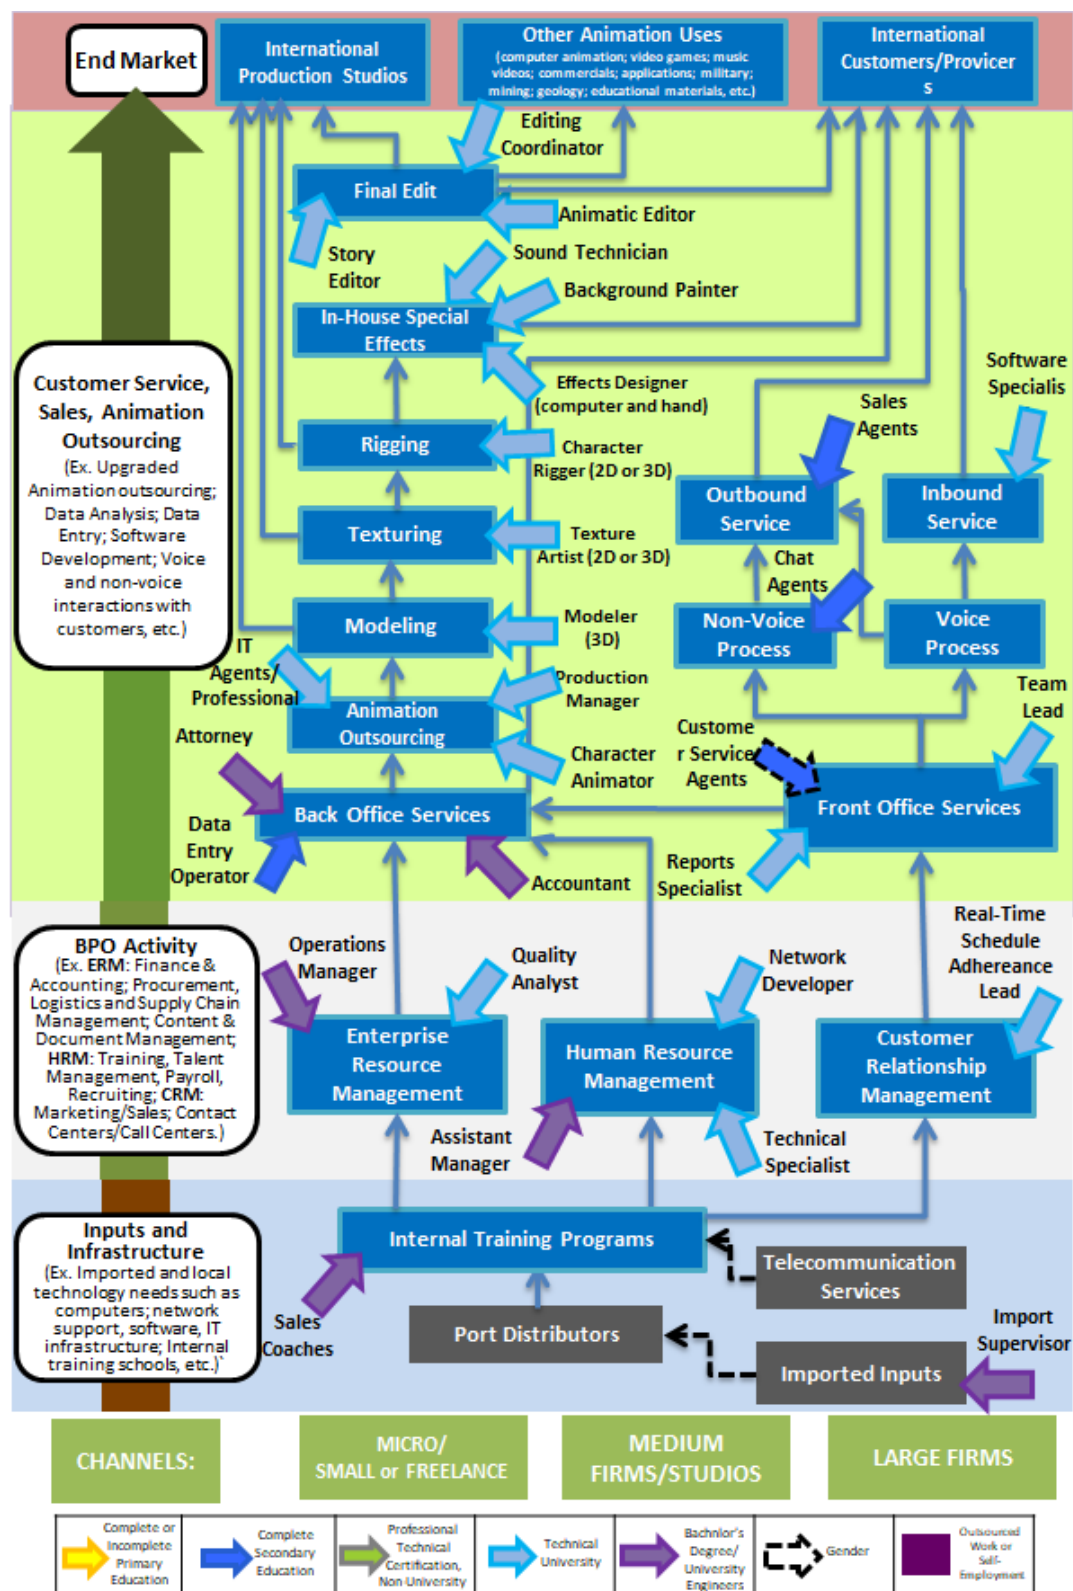 End Market
International
Production Studios
Other Animation Uses
(computer animation; video games; music
videos; commercials; applications; military;
mining; geology; educational materials, etc.)
International
Customers/Provicer
s
Editing
Coordinator
Final Edit
Animatic Editor
Story
Editor
Sound Technician
Background Painter
In-House Special
Effects
Effects Designer
(computer and hand)
Customer Service,
Sales, Animation
Outsourcing
(Ex. Upgraded
Animation outsourcing;
Data Analysis; Data
Entry; Software
Development; Voice
and non-voice
interactions with
customers, etc.)
Software
Specialis
Sales
Agents
Rigging
Character
Rigger (2D or 3D)
Outbound
Service
Inbound
Service
Texturing
Texture
Artist (2D or 3D)
Chat
Agents
Modeling
Modeler
(3D)
Non-Voice
Process
Voice
Process
IT
Agents/
Professional
Production
Manager
Team
Lead
Animation
Outsourcing
Attorney
Character
Animator
Custome
r Service
Agents
Back Office Services
Front Office Services
Data
Entry
Operator
Accountant
Reports
Specialist
BPO Activity
(Ex. ERM: Finance &
Accounting; Procurement,
Logistics and Supply Chain
Management; Content &
Document Management;
HRM: Training, Talent
Management, Payroll,
Recruiting; CRM:
Marketing/Sales; Contact
Centers/Call Centers.)
Operations
Manager
Quality
Analyst
Network
Developer
Real-Time
Schedule
Adhereance
Lead
Enterprise
Resource
Management
Human Resource
Management
Customer
Relationship
Management
Assistant
Manager
Technical
Specialist
Inputs and
Infrastructure
(Ex. Imported and local
technology needs such as
computers; network
support, software, IT
infrastructure; Internal
training schools, etc.)`
Internal Training Programs
Telecommunication
Services
Sales
Coaches
Port Distributors
Import
Supervisor
Imported Inputs
CHANNELS:
MICRO/
SMALL or FREELANCE
MEDIUM
FIRMS/STUDIOS
LARGE FIRMS
Complete or
Incomplete
Primary
Education
Complete
Secondary
Education
Professional
Technical
Certification,
Non-University
Technical
University
Bachnlor's
Degree/
University
Engineers
Gender
Outsourced
Work or
Self-
Employment